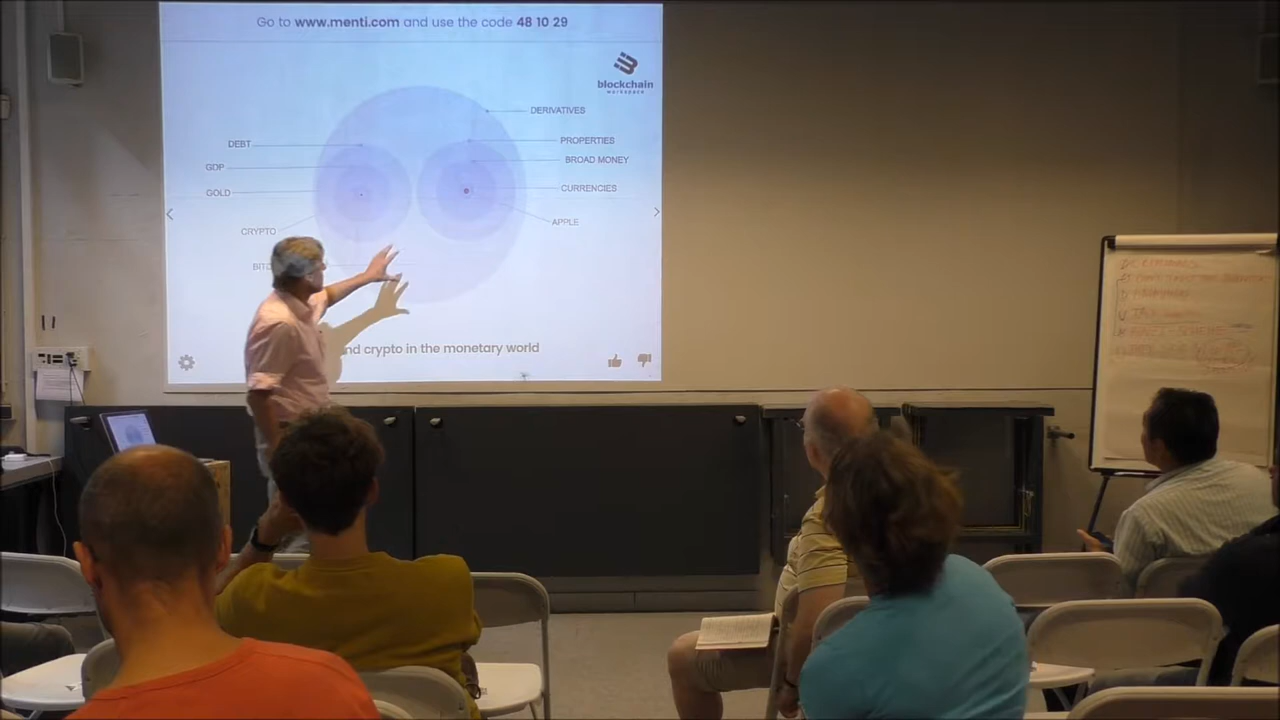 Go to www.menti.com and use the code 48 10 29
blockchain
workspace
DERIVATIVES
DEBT
PROPERTIES
BROAD MONEY
GDP
CURRENCIES
GOLD
APPLE
CRYPTO
crypto in the monetary world